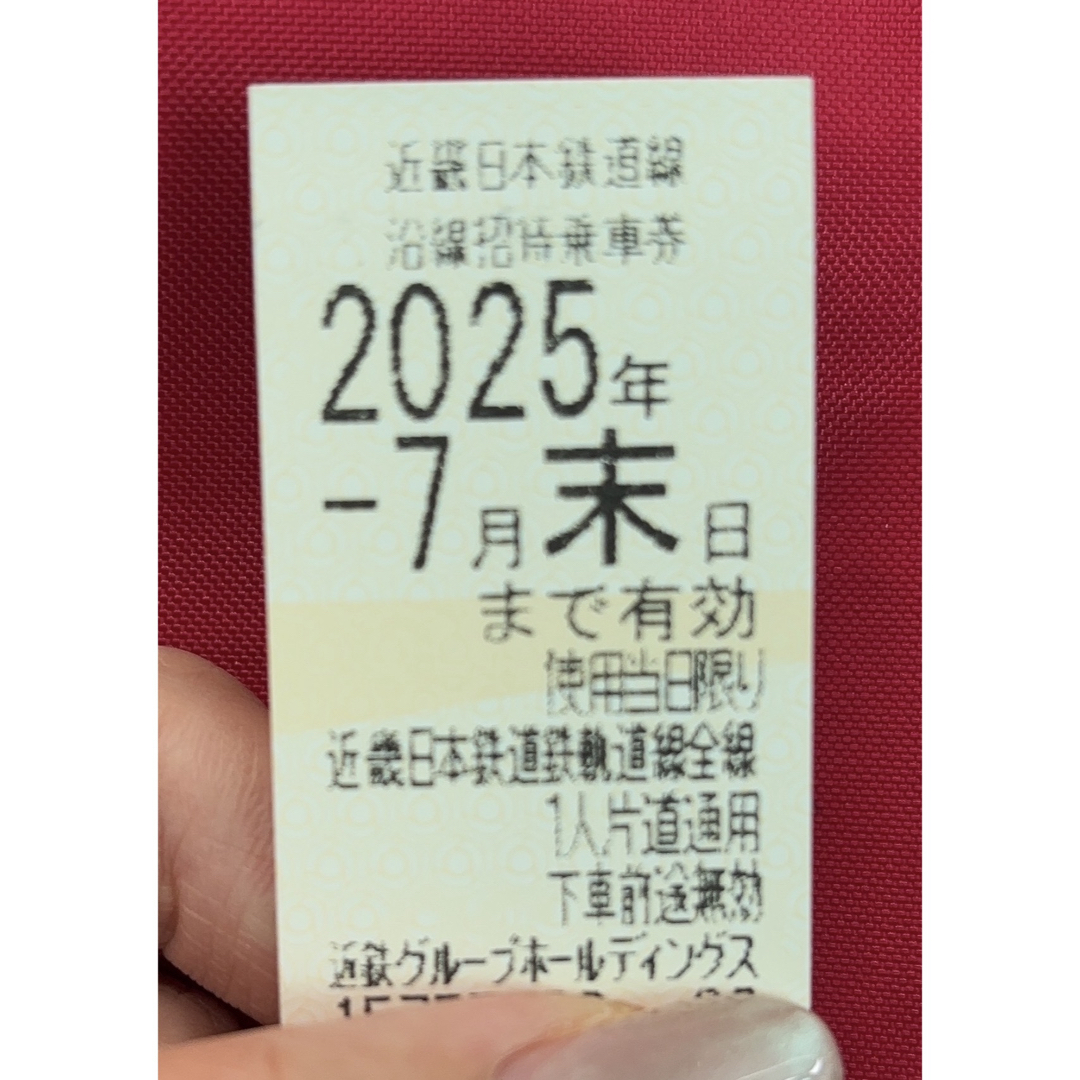 近畿日本鉄道線
沿線招待乗車券
2025年
-7月末日
まで有効
使用当日限り
近畿日本鉄道鉄軌道線全線
1人片道通用
下車前途無効
近鉄グループホールディングス